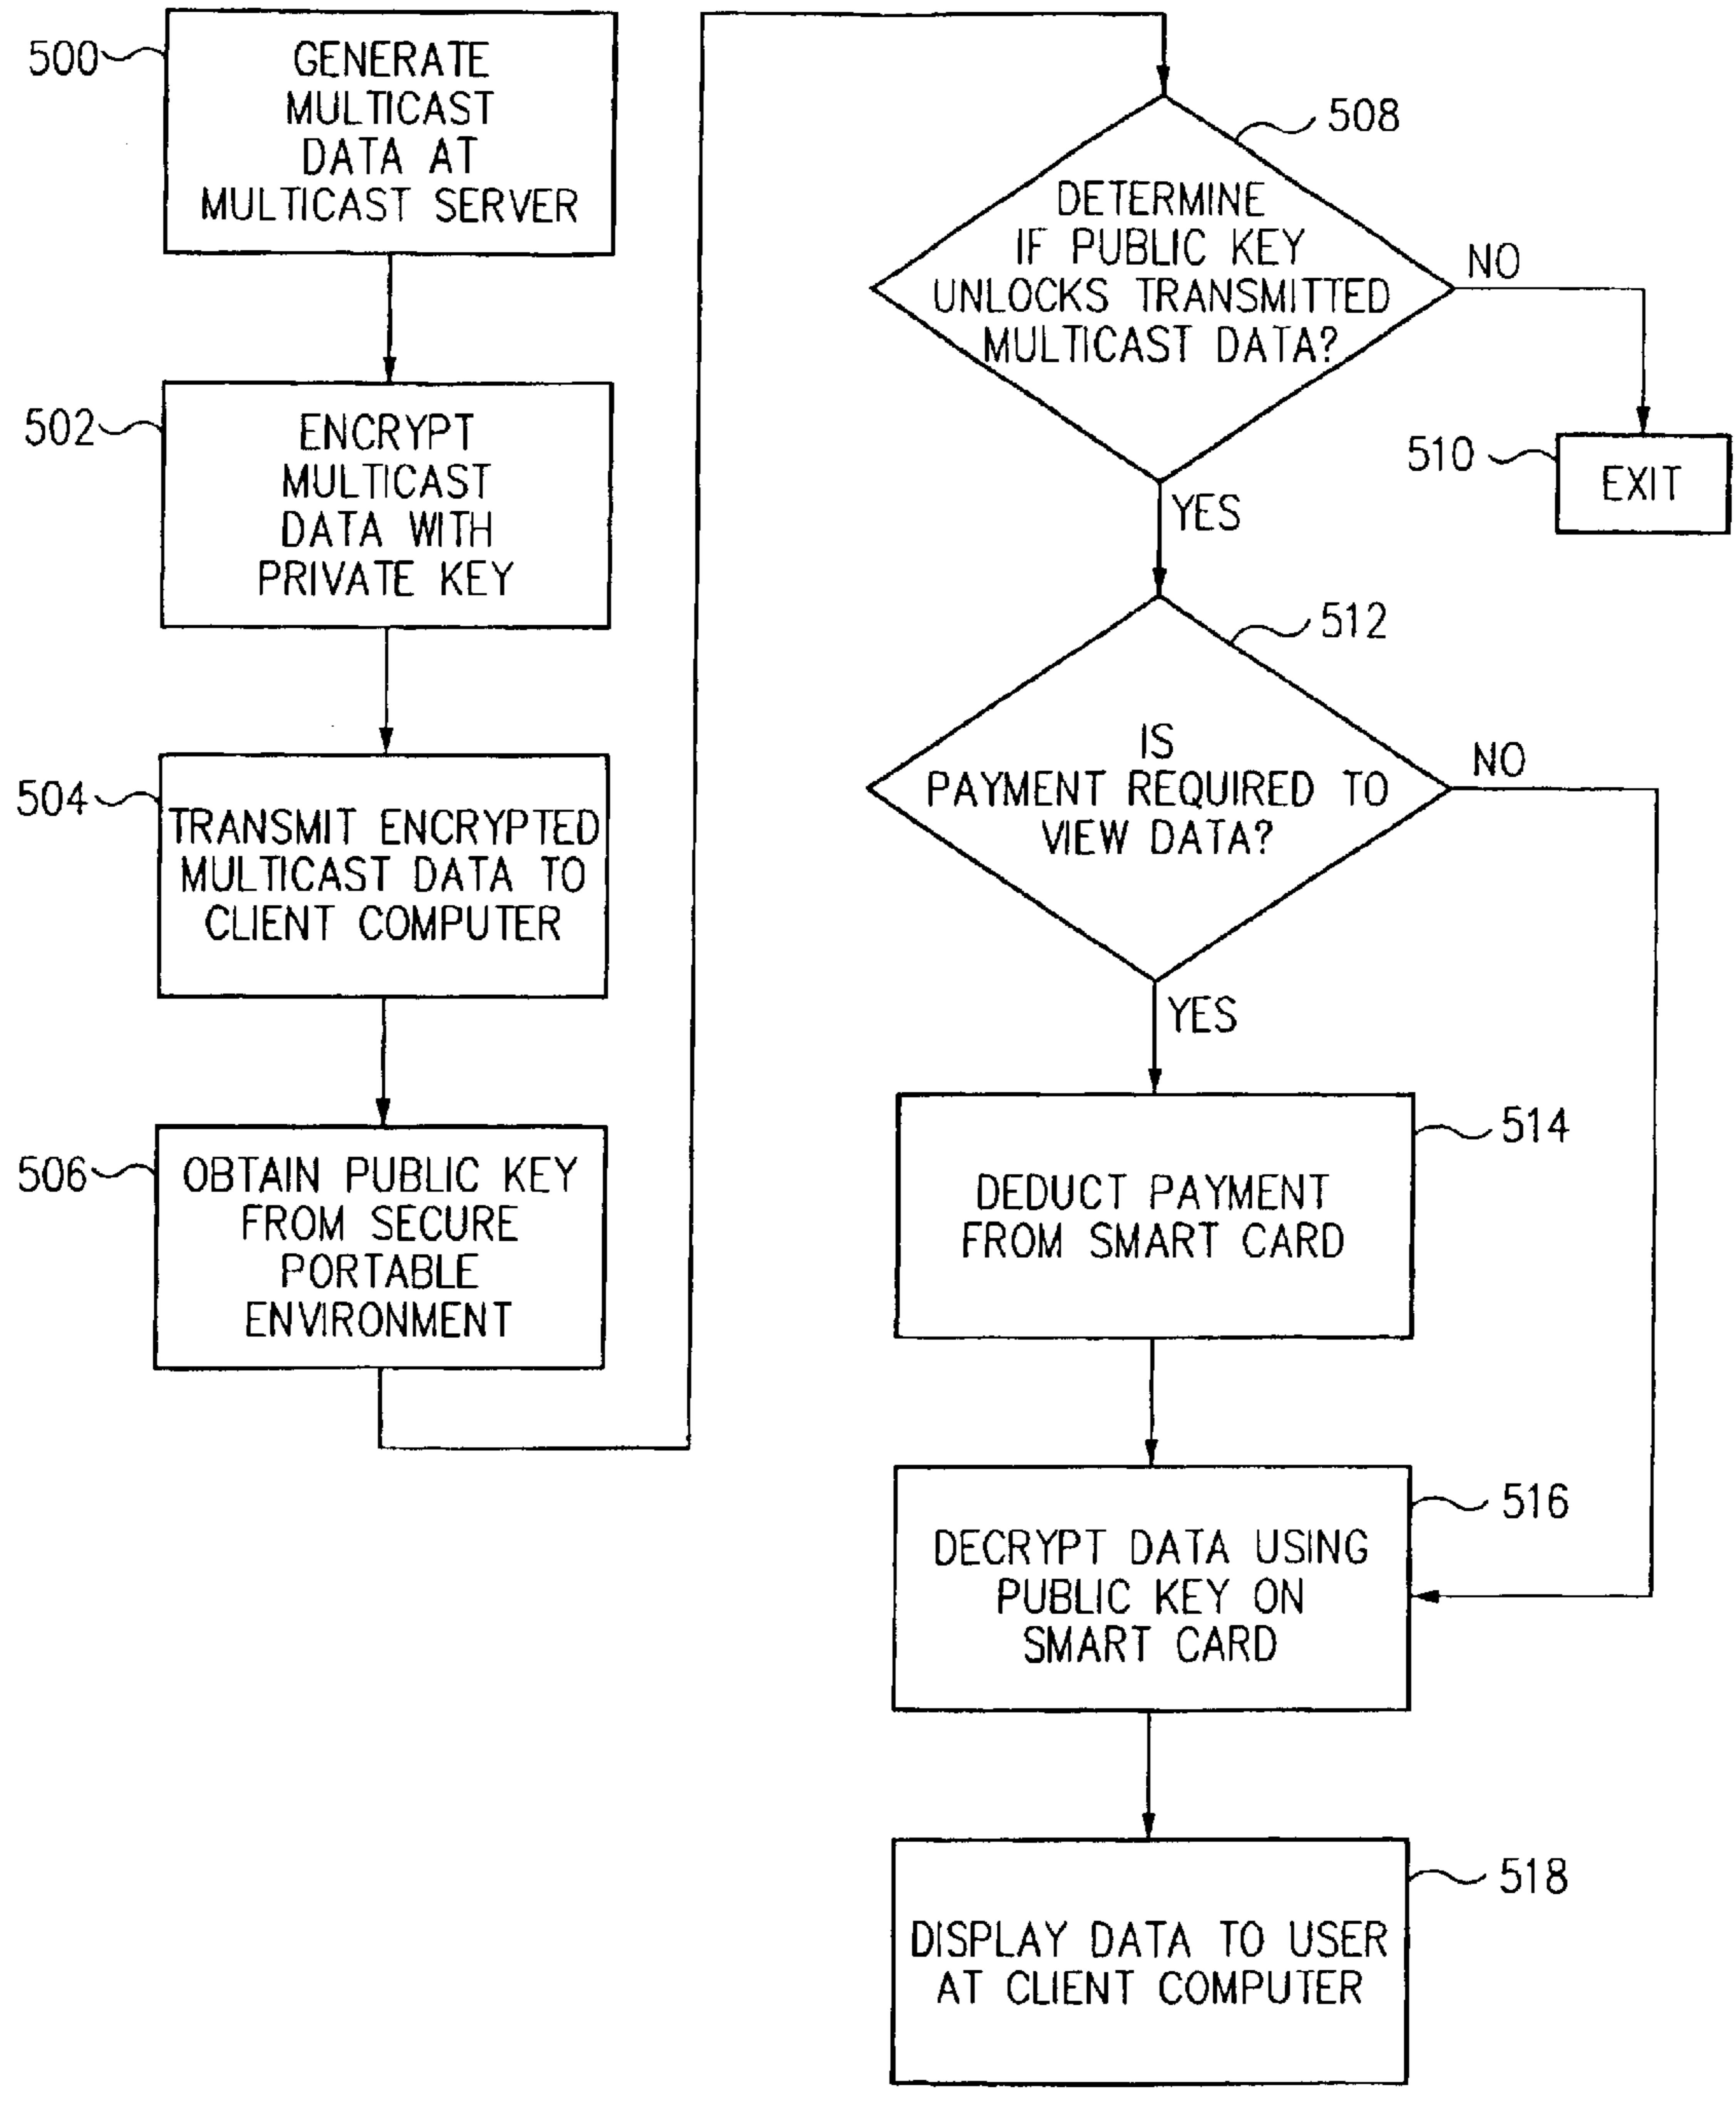 500
GENERATE
MULTICAST
DATA AT
MULTICAST SERVER
502
ENCRYPT
MULTICAST
DATA WITH
PRIVATE KEY
504
TRANSMIT ENCRYPTED
MULTICAST DATA TO
CLIENT COMPUTER
506
OBTAIN PUBLIC KEY
FROM SECURE
PORTABLE
ENVIRONMENT
508
DETERMINE
IF PUBLIC KEY
UNLOCKS TRANSMITTED
MULTICAST DATA?
NO
510
EXIT
YES
512
IS
PAYMENT REQUIRED TO
VIEW DATA?
NO
YES
514
DEDUCT PAYMENT
FROM SMART CARD
516
DECRYPT DATA USING
PUBLIC KEY ON
SMART CARD
518
DISPLAY DATA TO USER
AT CLIENT COMPUTER